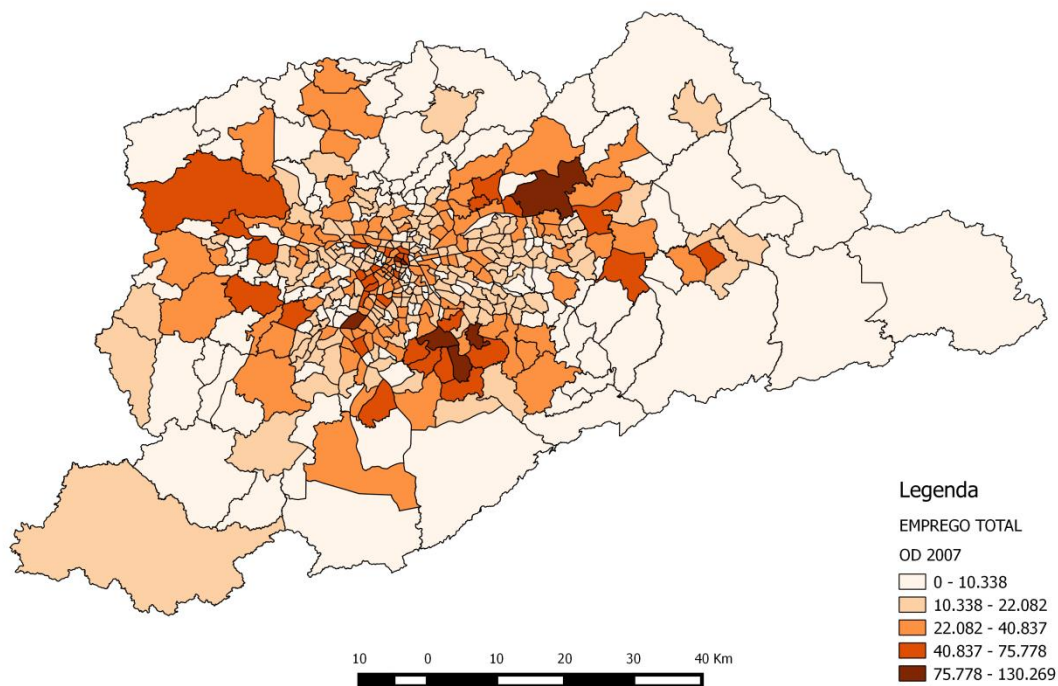 Legenda
EMPREGO TOTAL
OD 2007
0 - 10.338
10.338 - 22.082
22.082 - 40.837
40.837 - 75.778
75.778 - 130.269
10 0 10 20 30 40 Km